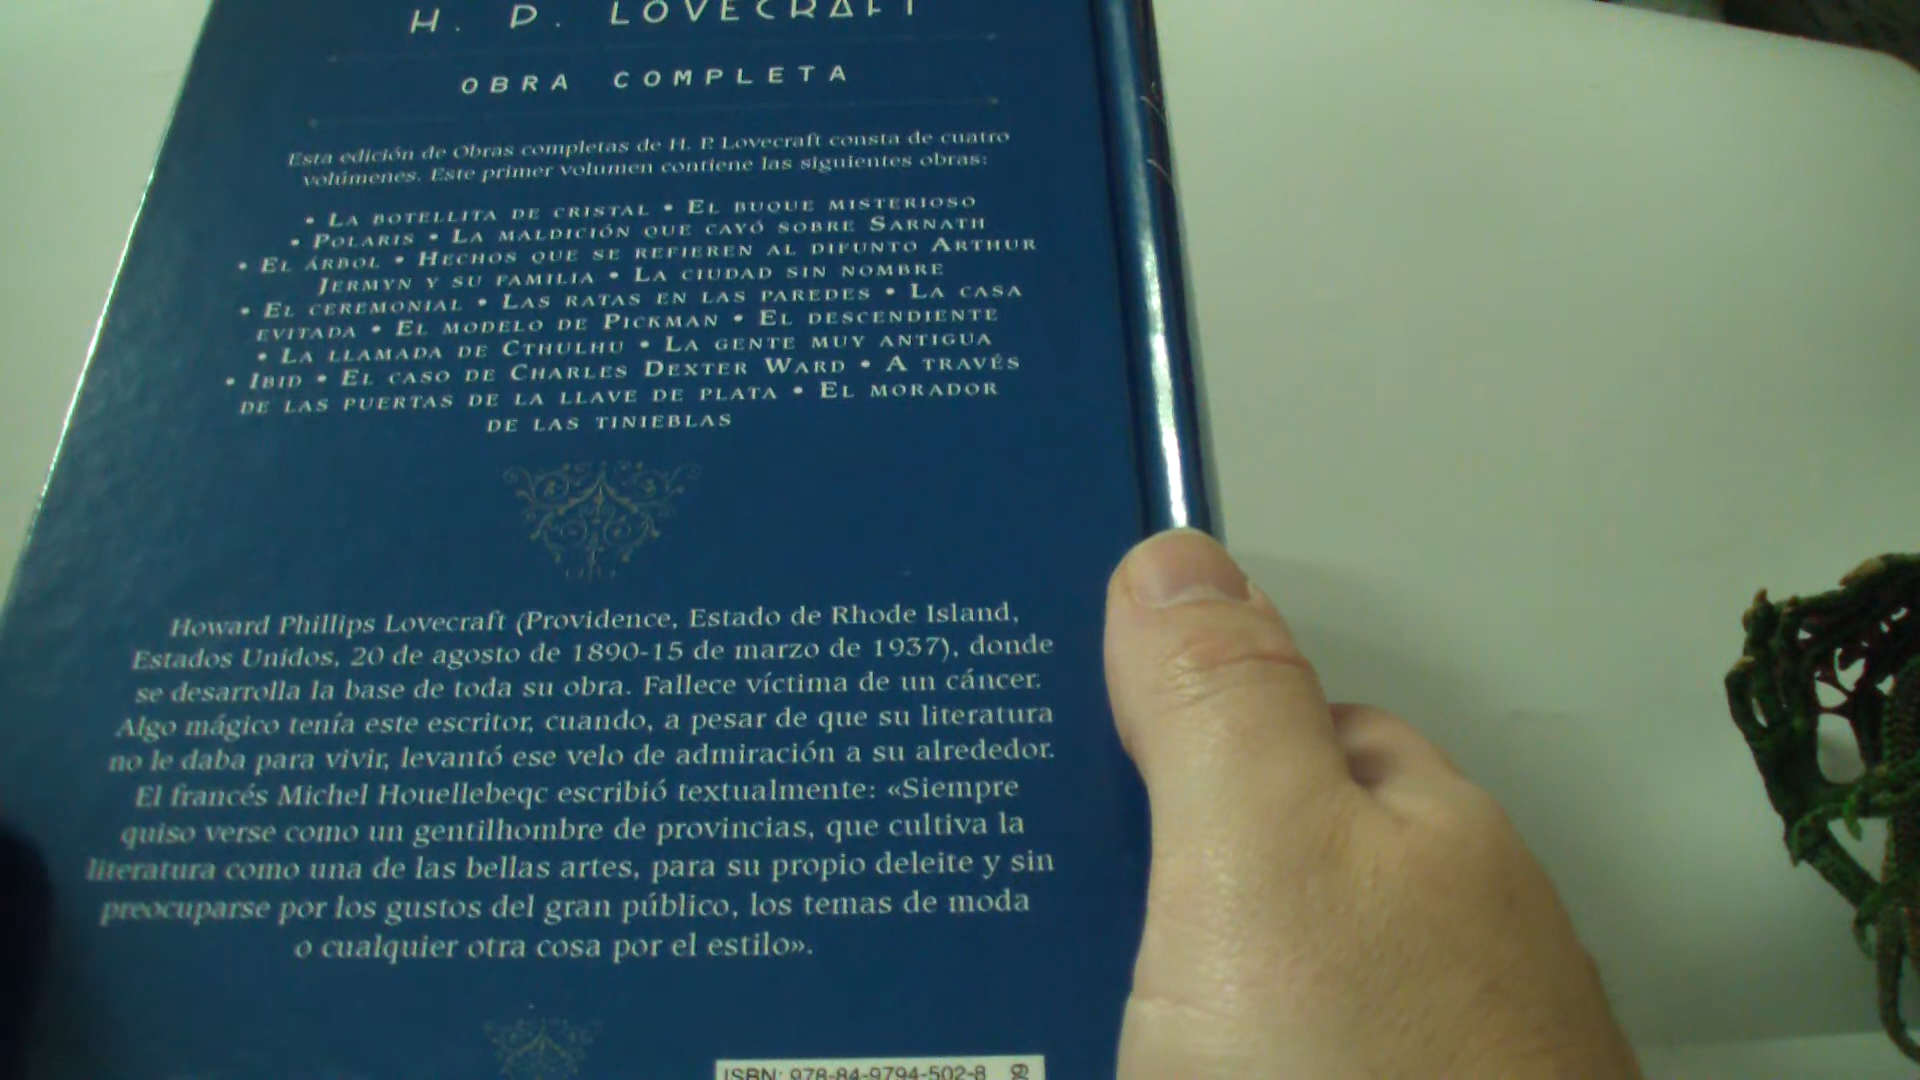 H. P. LOVECRAFT
OBRA COMPLETA
Esta edición de Obras completas de H. P. Lovecraft consta de cuatro
volúmenes. Este primer volumen contiene las siguientes obras:
• LA BOTELLITA DE CRISTAL • EL BUQUE MISTERIOSO
• POLARIS • LA MALDICIÓN QUE CAYÓ SOBRE SARNATH
• EL ÁRBOL • HECHOS QUE SE REFIEREN AL DIFUNTO ARTHUR
JERMYN Y SU FAMILIA • LA CIUDAD SIN NOMBRE
• EL CEREMONIAL • LAS RATAS EN LAS PAREDES • LA CASA
EVITADA • EL MODELO DE PICKMAN • EL DESCENDIENTE
• LA LLAMADA DE CTHULHU • LA GENTE MUY ANTIGUA
• IBID • EL CASO DE CHARLES DEXTER WARD • A TRAVÉS
DE LAS PUERTAS DE LA LLAVE DE PLATA • EL MORADOR
DE LAS TINIEBLAS
Howard Phillips Lovecraft (Providence, Estado de Rhode Island,
Estados Unidos, 20 de agosto de 1890-15 de marzo de 1937), donde
se desarrolla la base de toda su obra. Fallece víctima de un cáncer.
Algo mágico tenía este escritor, cuando, a pesar de que su literatura
no le daba para vivir, levantó ese velo de admiración a su alrededor.
El francés Michel Houellebeqc escribió textualmente: «Siempre
quiso verse como un gentilhombre de provincias, que cultiva la
literatura como una de las bellas artes, para su propio deleite y sin
preocuparse por los gustos del gran público, los temas de moda
o cualquier otra cosa por el estilo».
ISBN: 978-84-9794-502-8